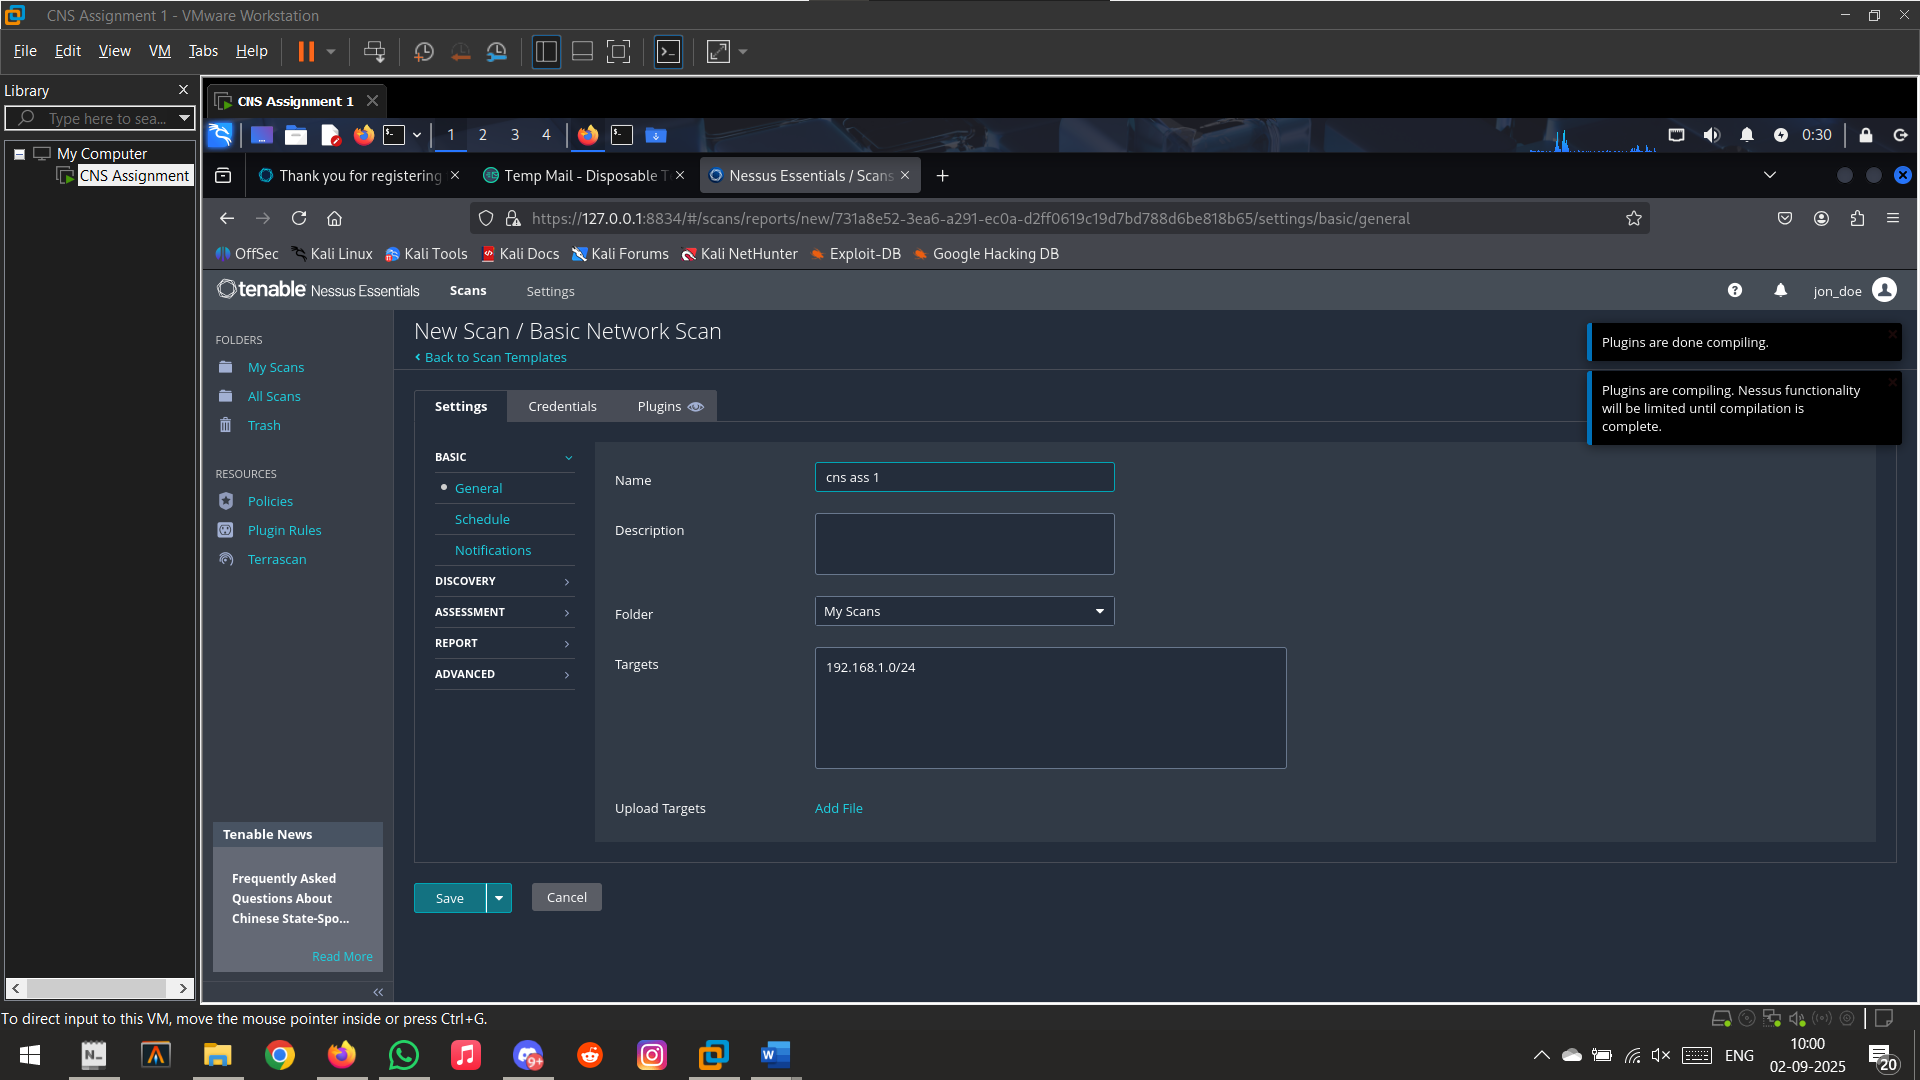 CNS Assignment 1 - VMware Workstation
File Edit View VM Tabs Help
Library
Type here to sea...
My Computer
CNS Assignment
CNS Assignment 1
1 2 3 4
0:30
Thank you for registering
Temp Mail - Disposable T
Nessus Essentials / Scans
https://127.0.0.1:8834/#/scans/reports/new/731a8e52-3ea6-a291-ec0a-d2ff0619c19d7bd788d6be818b65/settings/basic/general
OffSec Kali Linux Kali Tools Kali Docs Kali Forums Kali NetHunter Exploit-DB Google Hacking DB
tenable Nessus Essentials Scans Settings jon_doe
FOLDERS
My Scans
All Scans
Trash
RESOURCES
Policies
Plugin Rules
Terrascan
Tenable News
Frequently Asked
Questions About
Chinese State-Spo...
Read More
New Scan / Basic Network Scan
Back to Scan Templates
Plugins are done compiling.
Plugins are compiling. Nessus functionality
will be limited until compilation is
complete.
Settings Credentials Plugins
BASIC
General
Schedule
Notifications
DISCOVERY
ASSESSMENT
REPORT
ADVANCED
Name cns ass 1
Description
Folder My Scans
Targets 192.168.1.0/24
Upload Targets Add File
Save Cancel
To direct input to this VM, move the mouse pointer inside or press Ctrl+G.
9+
ENG
10:00
02-09-2025
20